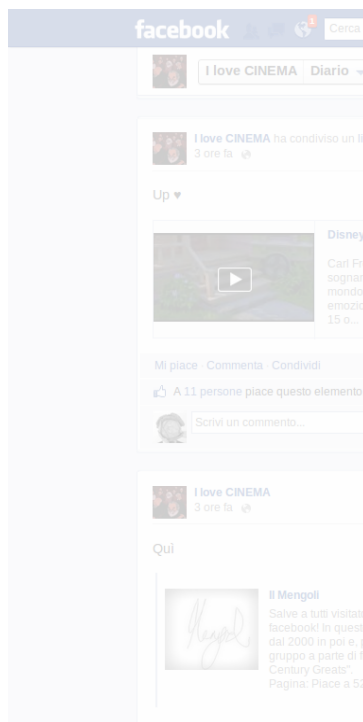 facebook
1
Cerca
I love CINEMA Diario
I love CINEMA ha condiviso un
3 ore fa
Up ♥
Disney
Carl Fr
sognar
mondo
emozio
15 o...
Mi piace · Commenta · Condividi
A 11 persone piace questo elemento
Scrivi un commento...
I love CINEMA
3 ore fa
Quì
Il Mengoli
Salve a tutti visitato
facebook! In quest
dal 2000 in poi e, p
gruppo a parte di f
Century Greats".
Pagina: Piace a 52